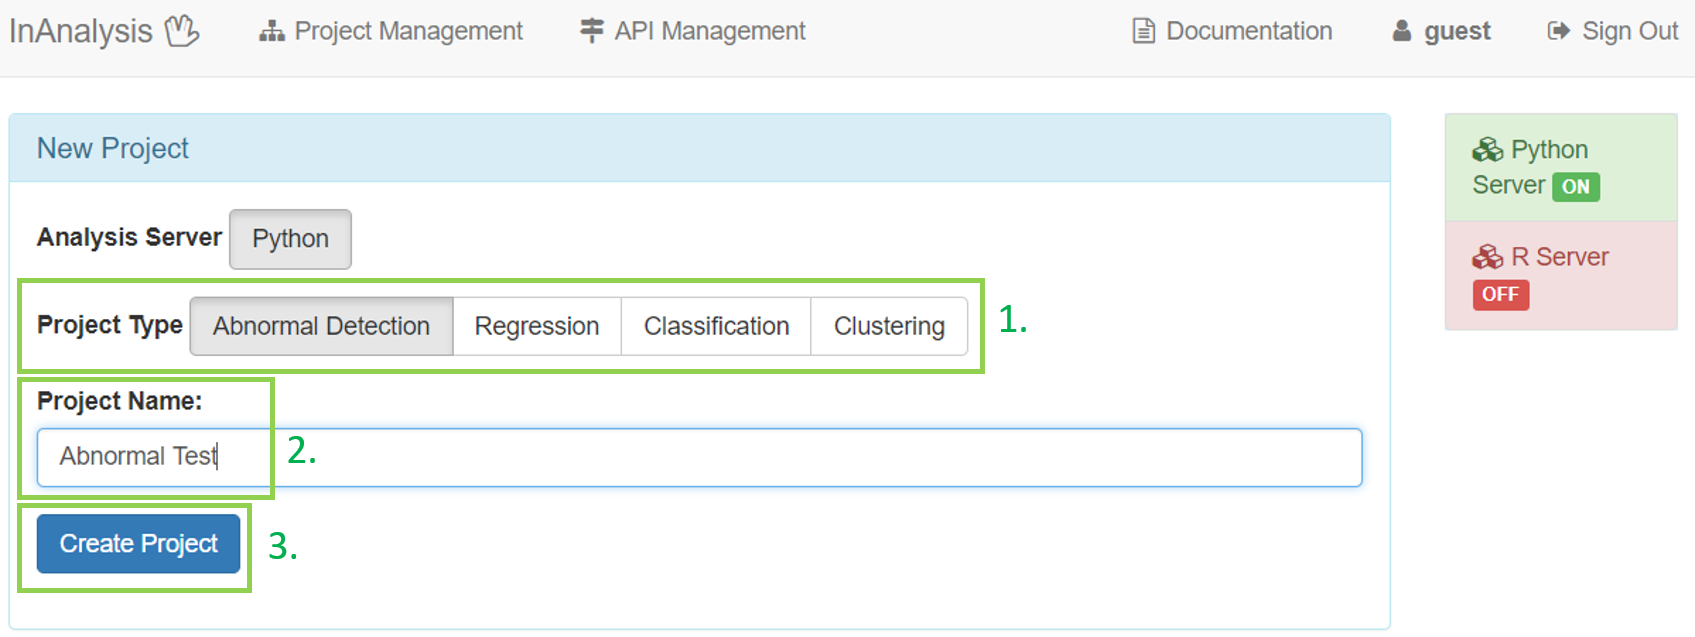 InAnalysis Project Management API Management Documentation guest Sign Out
New Project
Analysis Server Python
Project Type Abnormal Detection Regression Classification Clustering 1.
Project Name:
Abnormal Test 2.
Create Project 3.
Python
Server ON
R Server
OFF